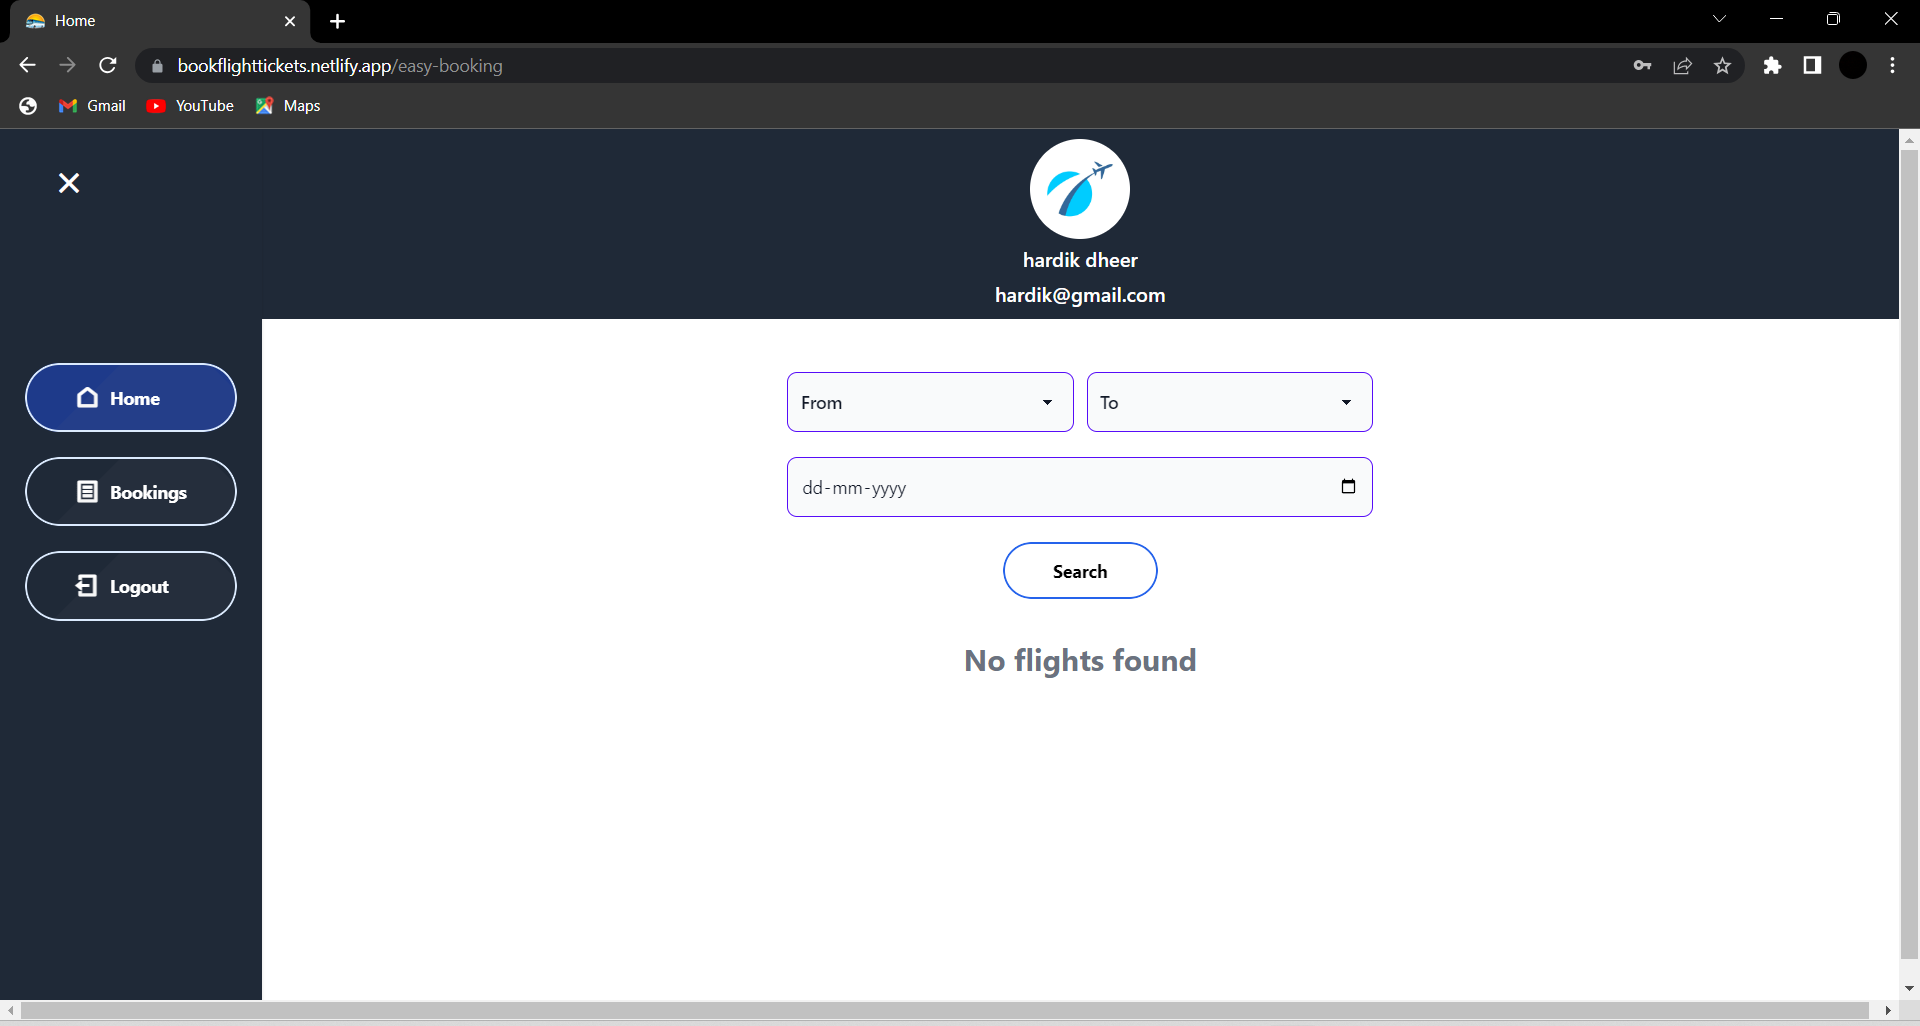 Home
bookflighttickets.netlify.app/easy-booking
Gmail YouTube Maps
hardik dheer
hardik@gmail.com
Home
Bookings
Logout
From
To
dd-mm-yyyy
Search
No flights found